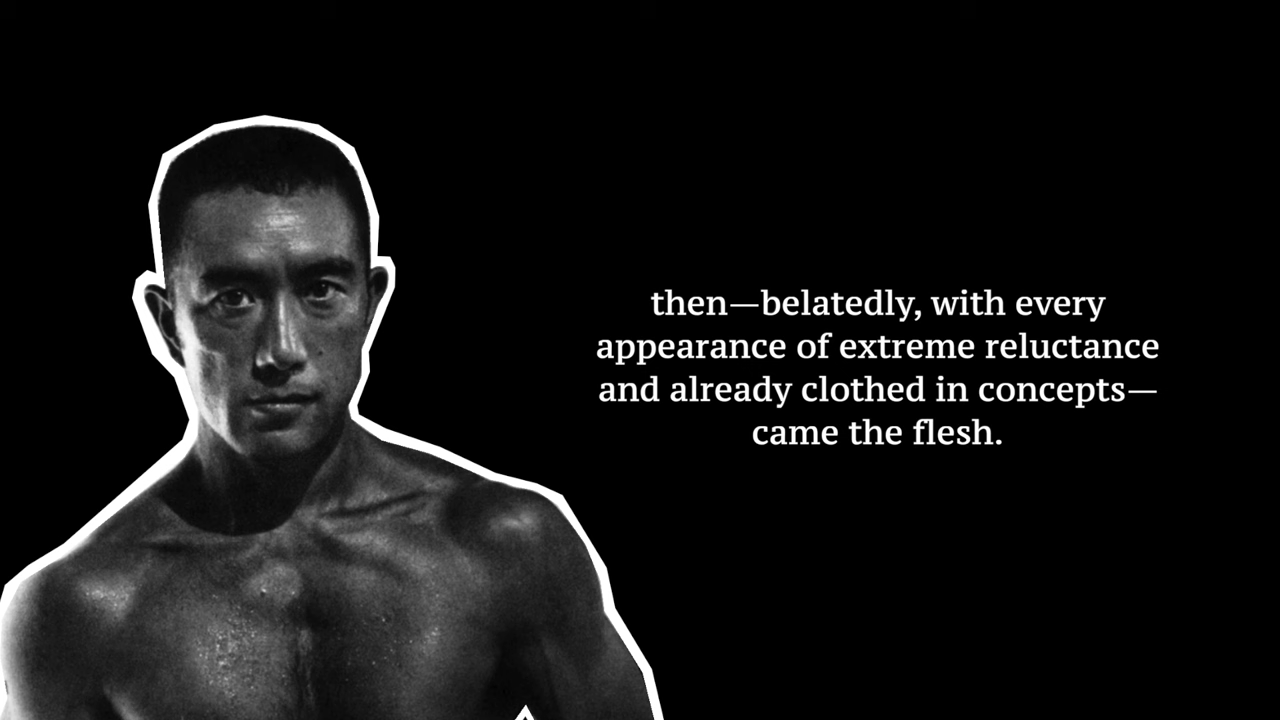 then—belatedly, with every
appearance of extreme reluctance
and already clothed in concepts—
came the flesh.